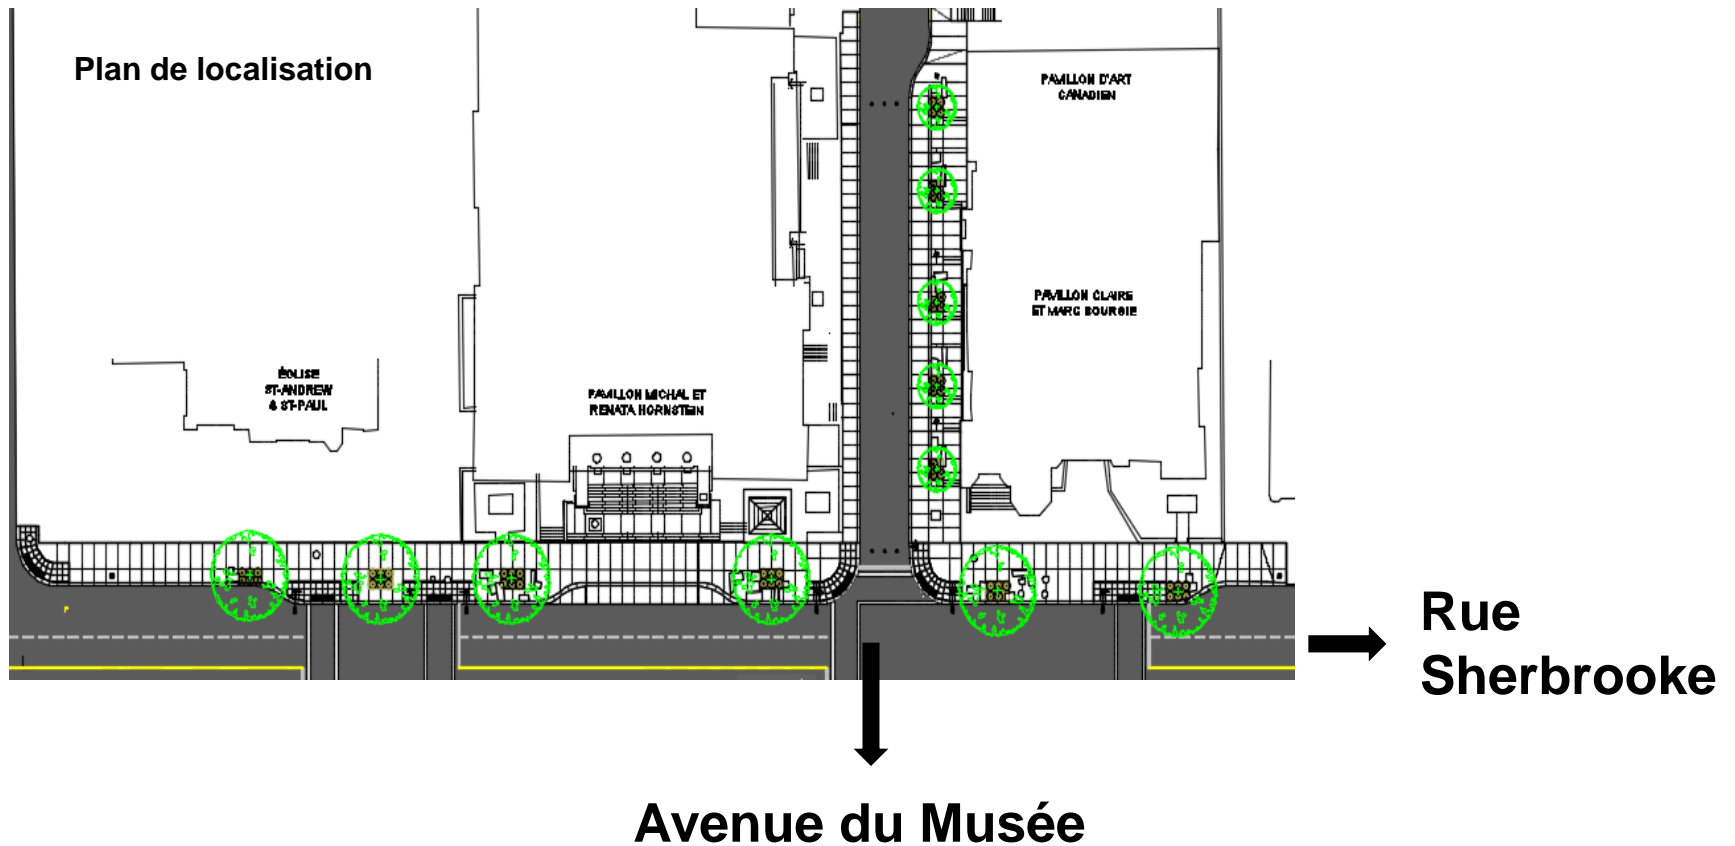 Plan de localisation
PAVILLON D'ART
CANADIEN
PAVILLON CLAIRE
ET MARC BOURGIE
ÉGLISE
ST-ANDREW
& ST-PAUL
PAVILLON MICHAL ET
RENATA HORNSTEIN
Rue
Sherbrooke
Avenue du Musée